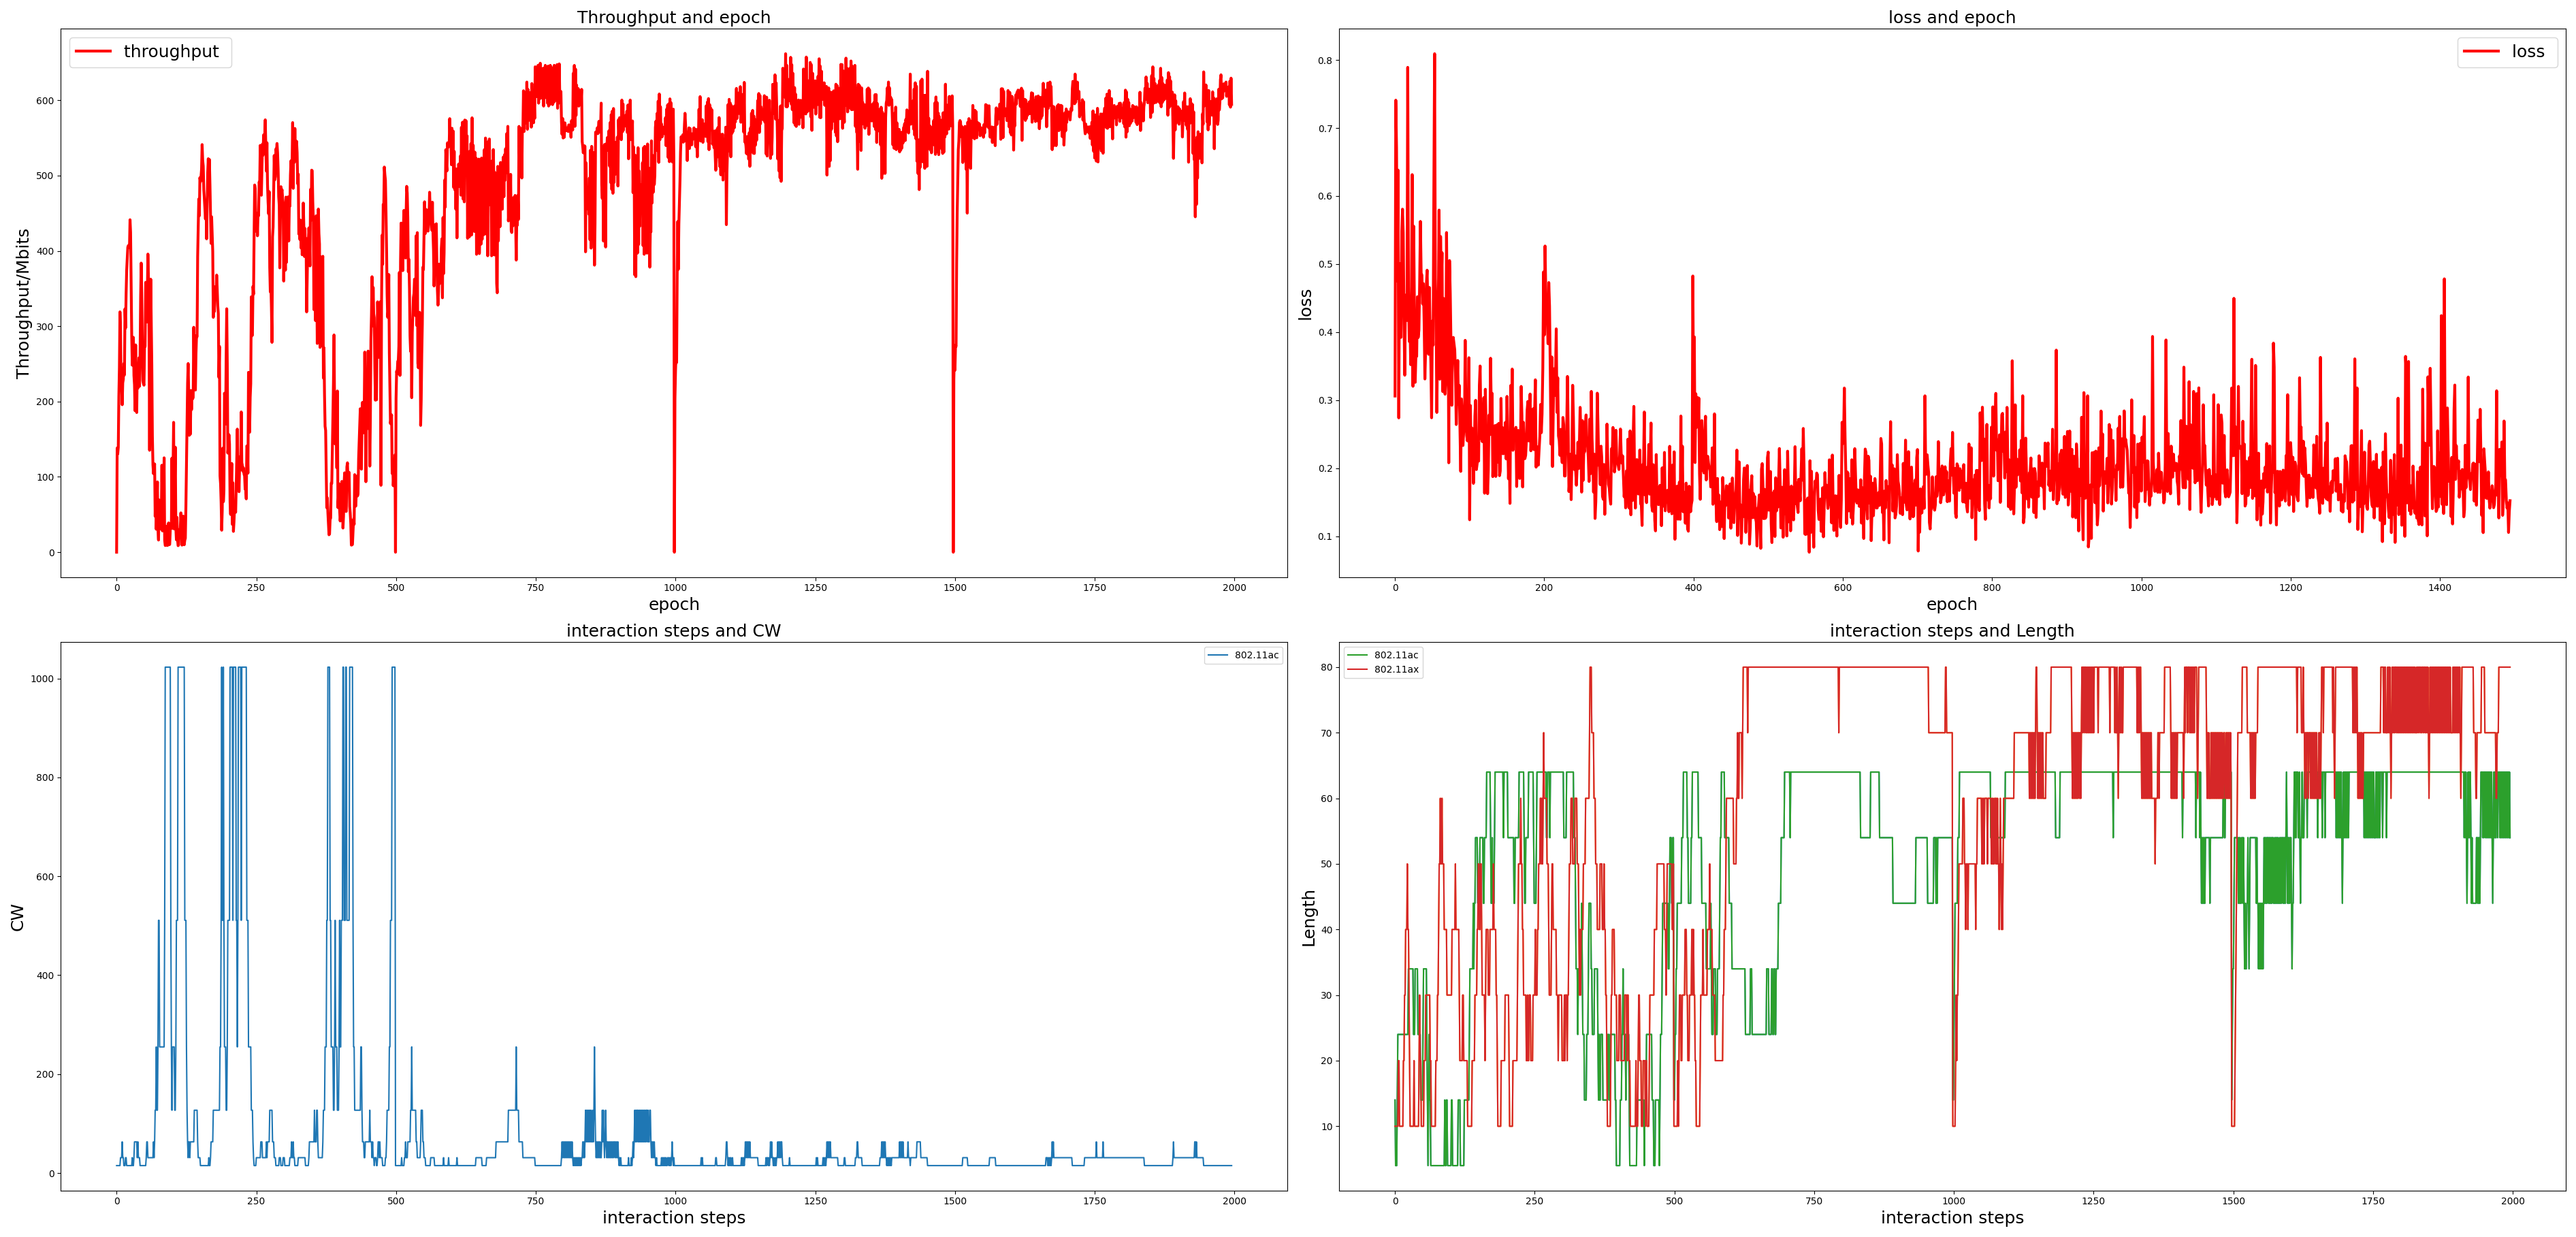 Throughput and epoch
throughput
Throughput/Mbits
600
500
400
300
200
100
0
0 250 500 750 1000 1250 1500 1750 2000
epoch
loss and epoch
loss
loss
0.8
0.7
0.6
0.5
0.4
0.3
0.2
0.1
0 200 400 600 800 1000 1200 1400
epoch
interaction steps and CW
802.11ac
CW
1000
800
600
400
200
0
0 250 500 750 1000 1250 1500 1750 2000
interaction steps
interaction steps and Length
802.11ac
802.11ax
Length
80
70
60
50
40
30
20
10
0 250 500 750 1000 1250 1500 1750 2000
interaction steps